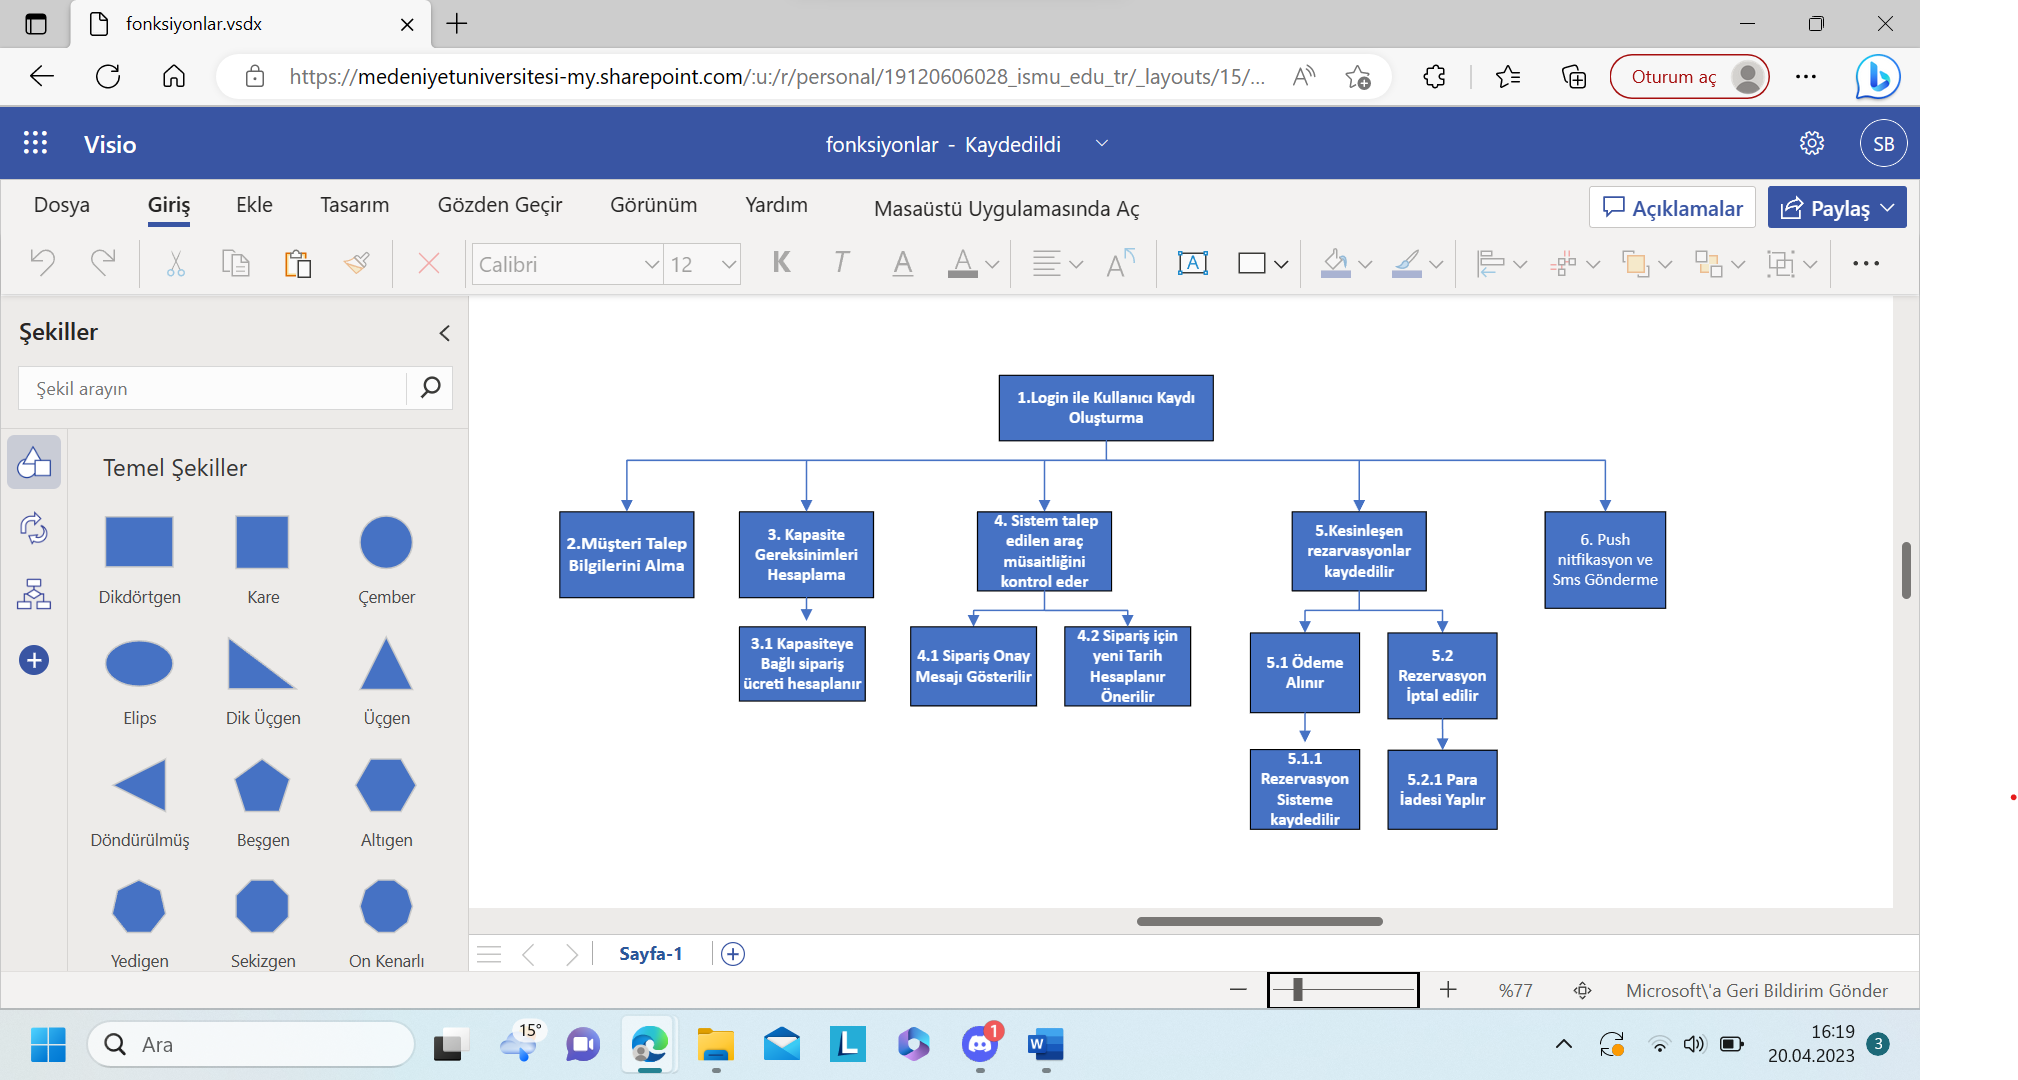 fonksiyonlar.vsdx
https://medeniyetuniversitesi-my.sharepoint.com/:u:/r/personal/19120606028_ismu_edu_tr/_layouts/15/...
Oturum aç
Visio
fonksiyonlar - Kaydedildi
SB
Dosya
Giriş
Ekle
Tasarım
Gözden Geçir
Görünüm
Yardım
Masaüstü Uygulamasında Aç
Açıklamalar
Paylaş
Calibri
12
K
T
A
A
A
A
Şekiller
Şekil arayın
Temel Şekiller
Dikdörtgen
Kare
Çember
Elips
Dik Üçgen
Üçgen
Döndürülmüş
Beşgen
Altıgen
Yedigen
Sekizgen
On Kenarlı
1.Login ile Kullanıcı Kaydı
Oluşturma
2.Müşteri Talep
Bilgilerini Alma
3. Kapasite
Gereksinimleri
Hesaplama
4. Sistem talep
edilen araç
müsaitliğini
kontrol eder
5.Kesinleşen
rezarvasyonlar
kaydedilir
6. Push
nitfikasyon ve
Sms Gönderme
3.1 Kapasiteye
Bağlı sipariş
ücreti hesaplanır
4.1 Sipariş Onay
Mesajı Gösterilir
4.2 Sipariş için
yeni Tarih
Hesaplanır
Önerilir
5.1 Ödeme
Alınır
5.2
Rezervasyon
İptal edilir
5.1.1
Rezervasyon
Sisteme
kaydedilir
5.2.1 Para
İadesi Yaplır
Sayfa-1
%77
Microsoft\'a Geri Bildirim Gönder
Ara
15°
L
1
W
16:19
20.04.2023
3